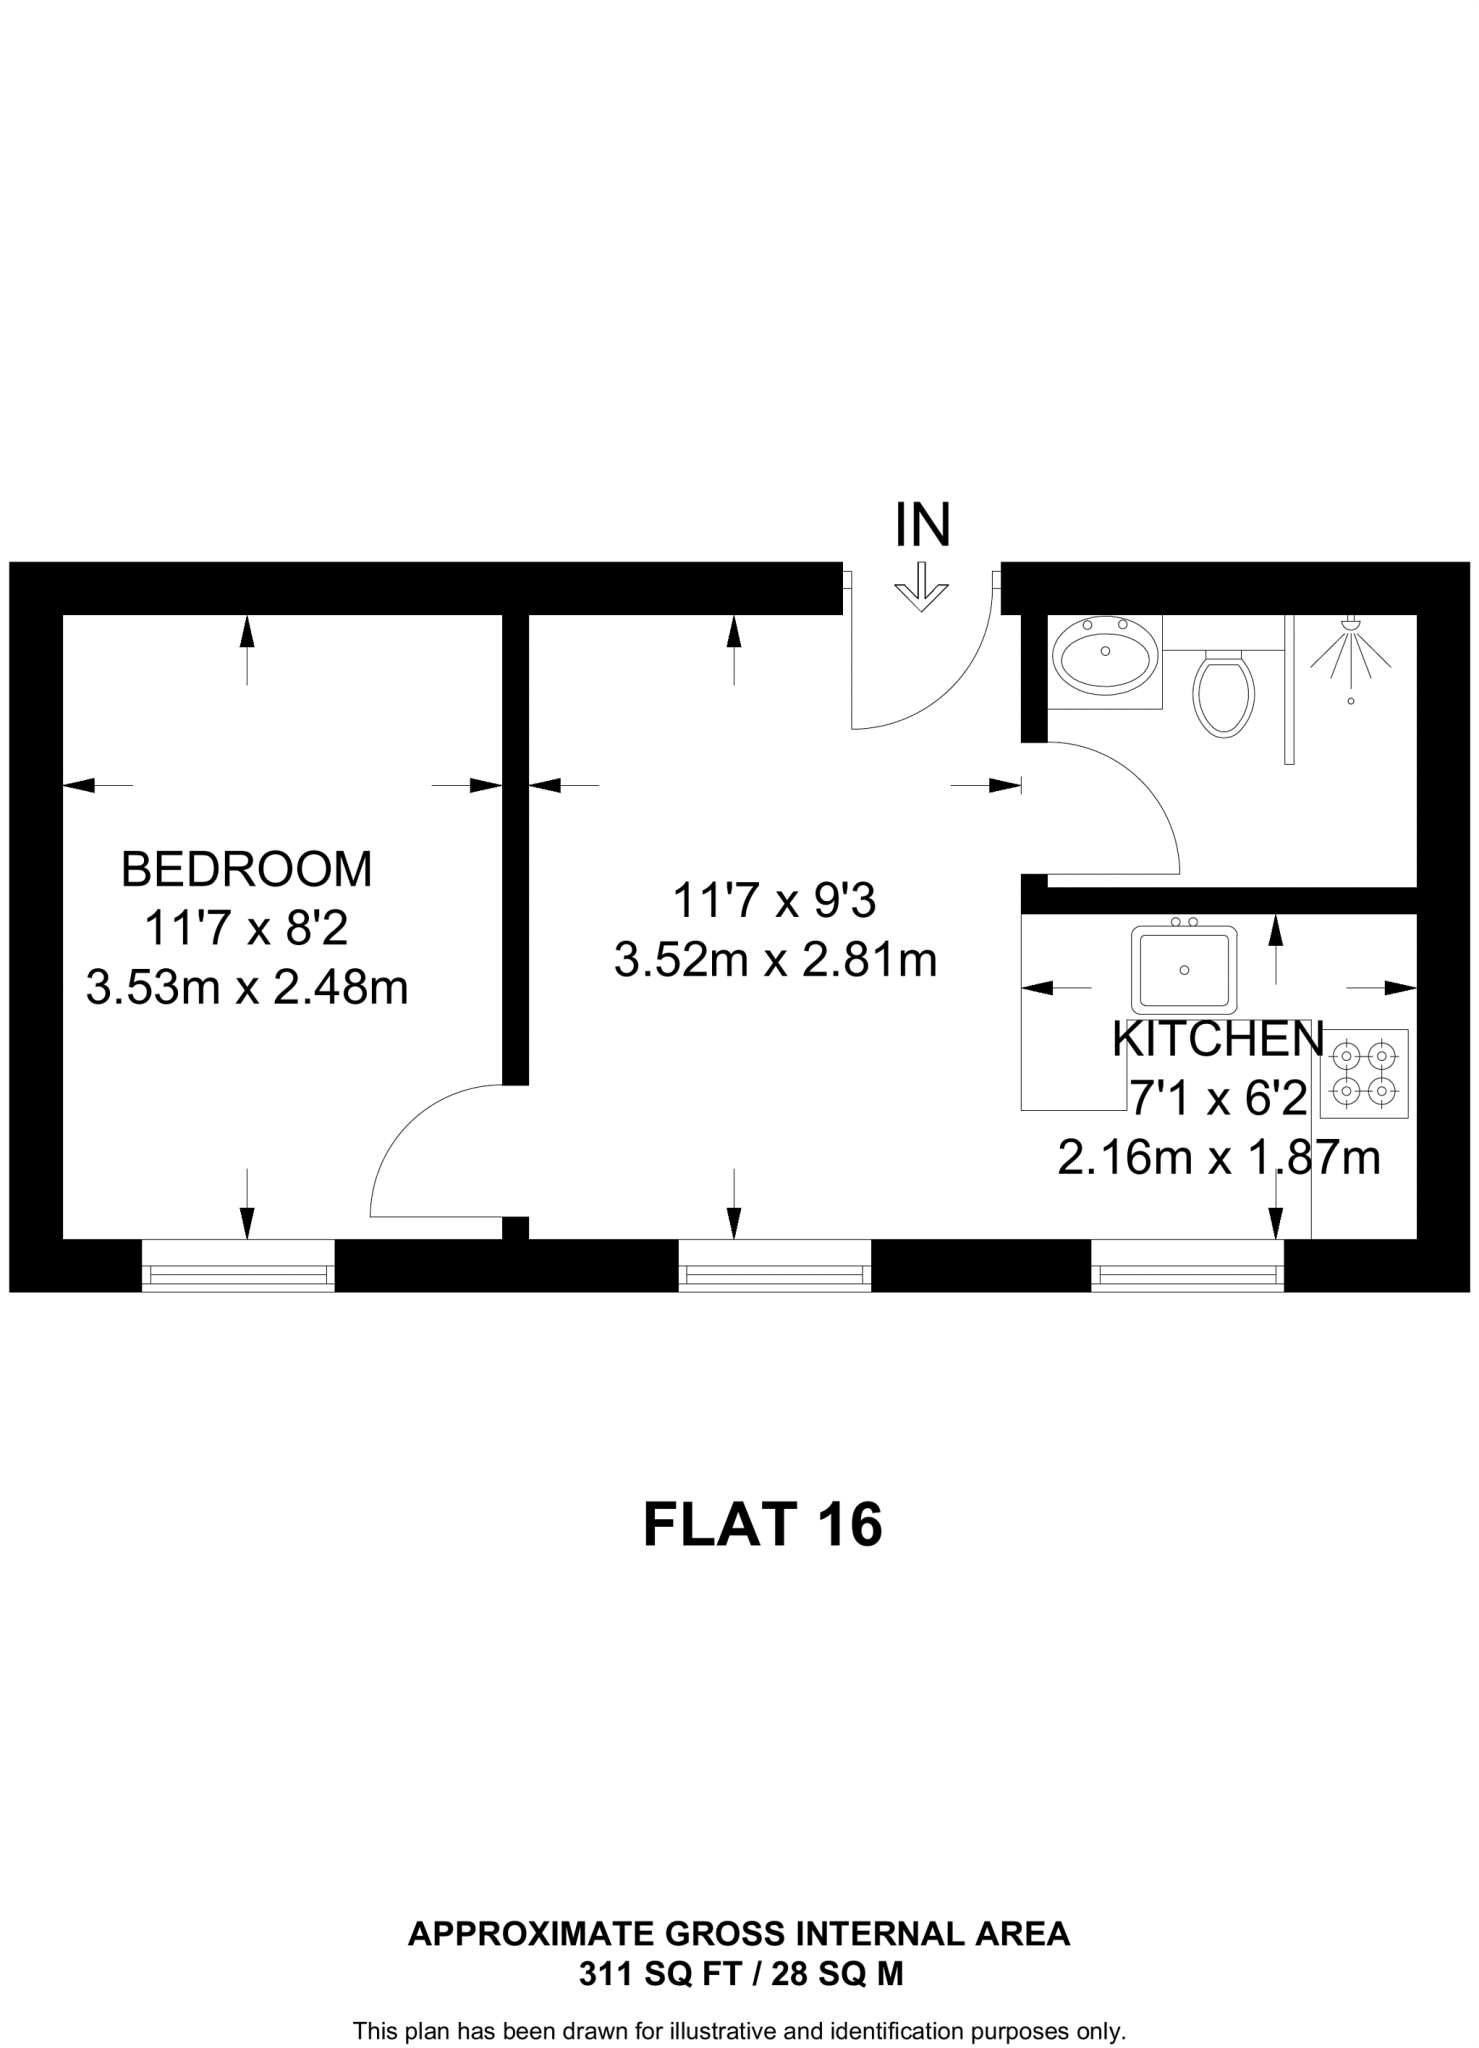 IN
BEDROOM
11'7 x 8'2
3.53m x 2.48m
11'7 x 9'3
3.52m x 2.81m
KITCHEN
7'1 x 6'2
2.16m x 1.87m
FLAT 16
APPROXIMATE GROSS INTERNAL AREA
311 SQ FT / 28 SQ M
This plan has been drawn for illustrative and identification purposes only.